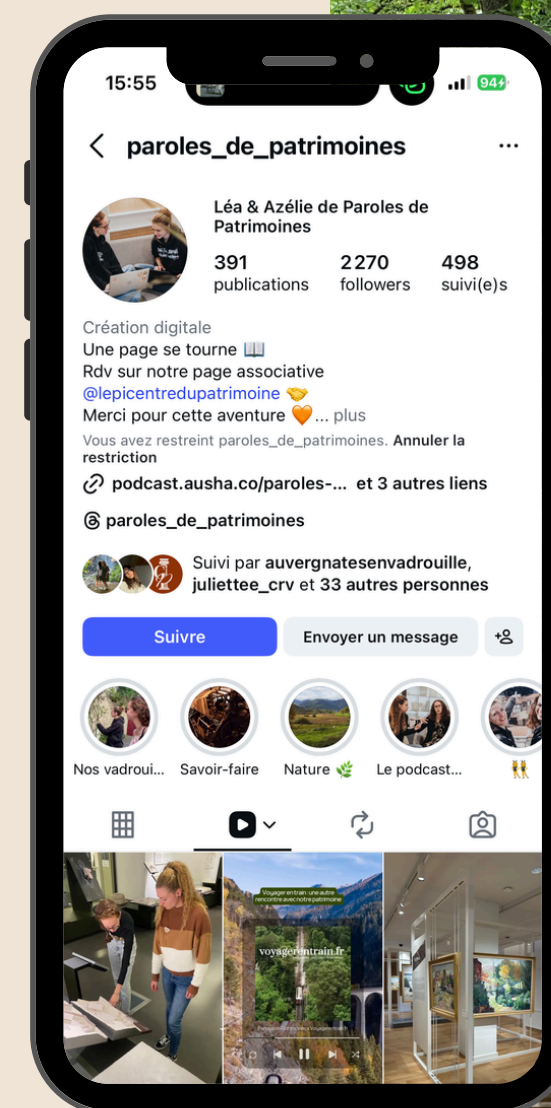 15:55
94
paroles_de_patrimoines
Léa & Azélie de Paroles de
Patrimoines
391 2 270 498
publications followers suivi(e)s
Création digitale
Une page se tourne 📖
Rdv sur notre page associative
@lepicentredupatrimoine 🤝
Merci pour cette aventure 🧡... plus
Vous avez restreint paroles_de_patrimoines. Annuler la
restriction
podcast.ausha.co/paroles-... et 3 autres liens
paroles_de_patrimoines
Suivi par auvergnatesenvadrouille,
juliettee_crv et 33 autres personnes
Suivre Envoyer un message
Nos vadroui... Savoir-faire Nature 🌿 Le podcast... 👯
Voyager en train : une autre
rencontre avec notre patrimoine
voyagerentrain.fr